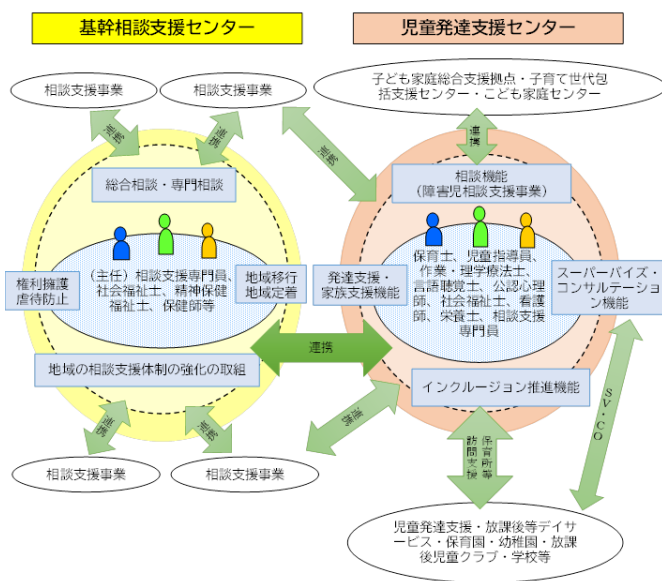 基幹相談支援センター
児童発達支援センター
相談支援事業
相談支援事業
子ども家庭総合支援拠点・子育て世代包
括支援センター・こども家庭センター
連携
連携
連携
連携
総合相談・専門相談
相談機能
(障害児相談支援事業)
権利擁護
虐待防止
(主任)相談支援専門員、
社会福祉士、精神保健
福祉士、保健師等
地域移行
地域定着
発達支援・
家族支援機能
保育士、児童指導員、
作業・理学療法士、
言語聴覚士、公認心理
師、社会福祉士、看護
師、栄養士、相談支援
専門員
スーパーバイズ・
コンサルテーショ
ン機能
連携
地域の相談支援体制の強化の取組
インクルージョン推進機能
連携
連携
連携
保育所等
訪問支援
SV・CO
相談支援事業
相談支援事業
児童発達支援・放課後等デイサ
ービス・保育園・幼稚園・放課
後児童クラブ・学校等